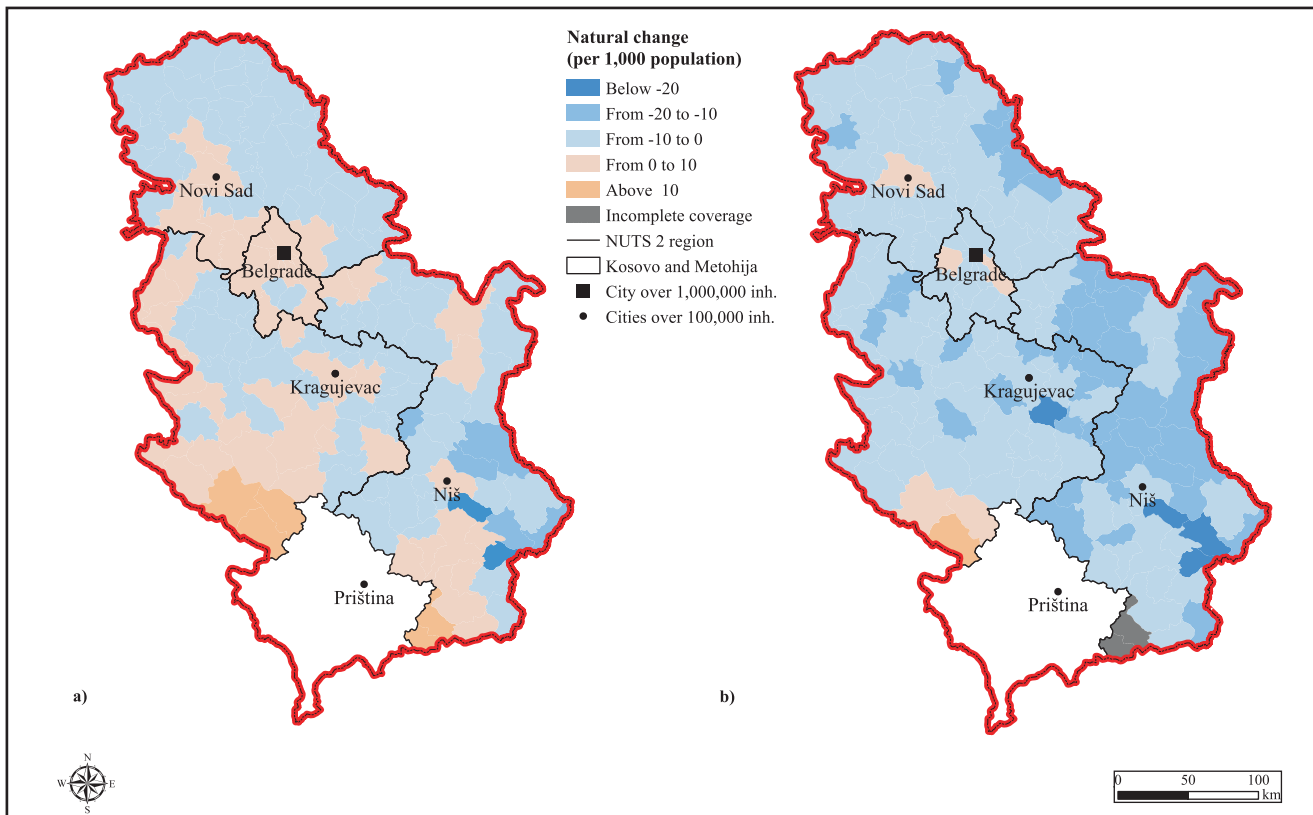 Natural change
(per 1,000 population)
Below -20
From -20 to -10
From -10 to 0
From 0 to 10
Above 10
Incomplete coverage
NUTS 2 region
Kosovo and Metohija
City over 1,000,000 inh.
Cities over 100,000 inh.
Novi Sad
Belgrade
Kragujevac
Niš
Priština
a)
Novi Sad
Belgrade
Kragujevac
Niš
Priština
b)
N
W E
S
0 50 100
km